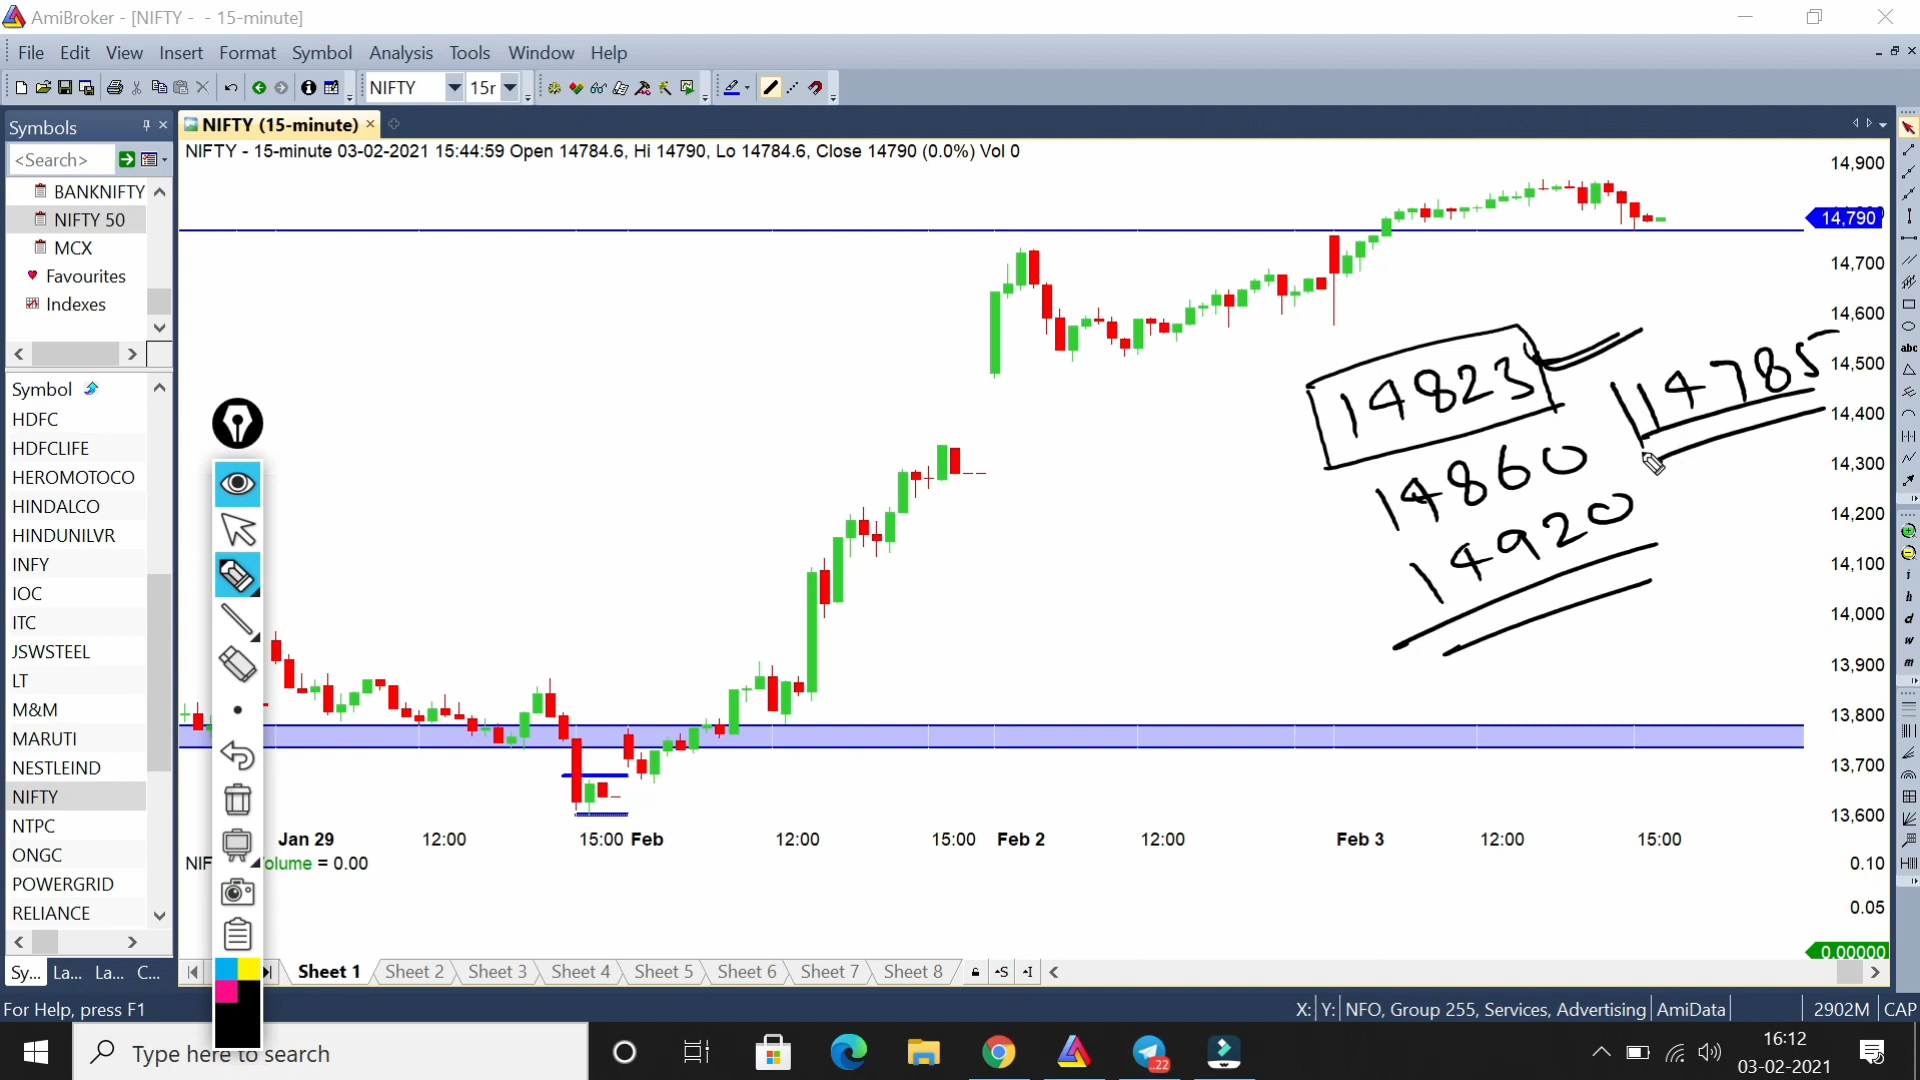 AmiBroker - [NIFTY - - 15-minute]
File Edit View Insert Format Symbol Analysis Tools Window Help
NIFTY 15r
Symbols
<Search>
BANKNIFTY
NIFTY 50
MCX
Favourites
Indexes
Symbol
HDFC
HDFCLIFE
HEROMOTOCO
HINDALCO
HINDUNILVR
INFY
IOC
ITC
JSWSTEEL
LT
M&M
MARUTI
NESTLEIND
NIFTY
NTPC
ONGC
POWERGRID
RELIANCE
Sy... La... La... C...
NIFTY (15-minute)
NIFTY - 15-minute 03-02-2021 15:44:59 Open 14784.6, Hi 14790, Lo 14784.6, Close 14790 (0.0%) Vol 0
14,900
14,790
14,700
14,600
14,500
14,400
14,300
14,200
14,100
14,000
13,900
13,800
13,700
13,600
14823
14785
14860
14920
Jan 29 12:00 15:00 Feb 12:00 15:00 Feb 2 12:00 Feb 3 12:00 15:00
NIF olume = 0.00
0.10
0.05
0.00000
Sheet 1 Sheet 2 Sheet 3 Sheet 4 Sheet 5 Sheet 6 Sheet 7 Sheet 8
abc
i
h
d
w
m
For Help, press F1
X: Y: NFO, Group 255, Services, Advertising AmiData 2902M CAP
Type here to search
22
16:12
03-02-2021